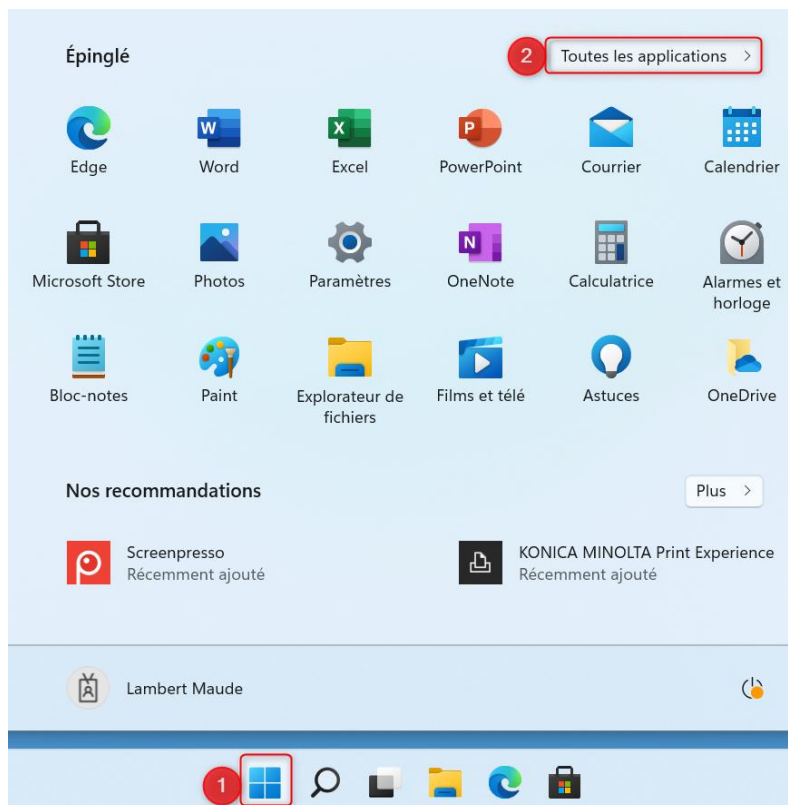 Épinglé
2
Toutes les applications >
Edge
Word
Excel
PowerPoint
Courrier
Calendrier
Microsoft Store
Photos
Paramètres
OneNote
Calculatrice
Alarmes et
horloge
Bloc-notes
Paint
Explorateur de
fichiers
Films et télé
Astuces
OneDrive
Nos recommandations
Plus >
Screenpresso
Récemment ajouté
KONICA MINOLTA Print Experience
Récemment ajouté
Lambert Maude
1